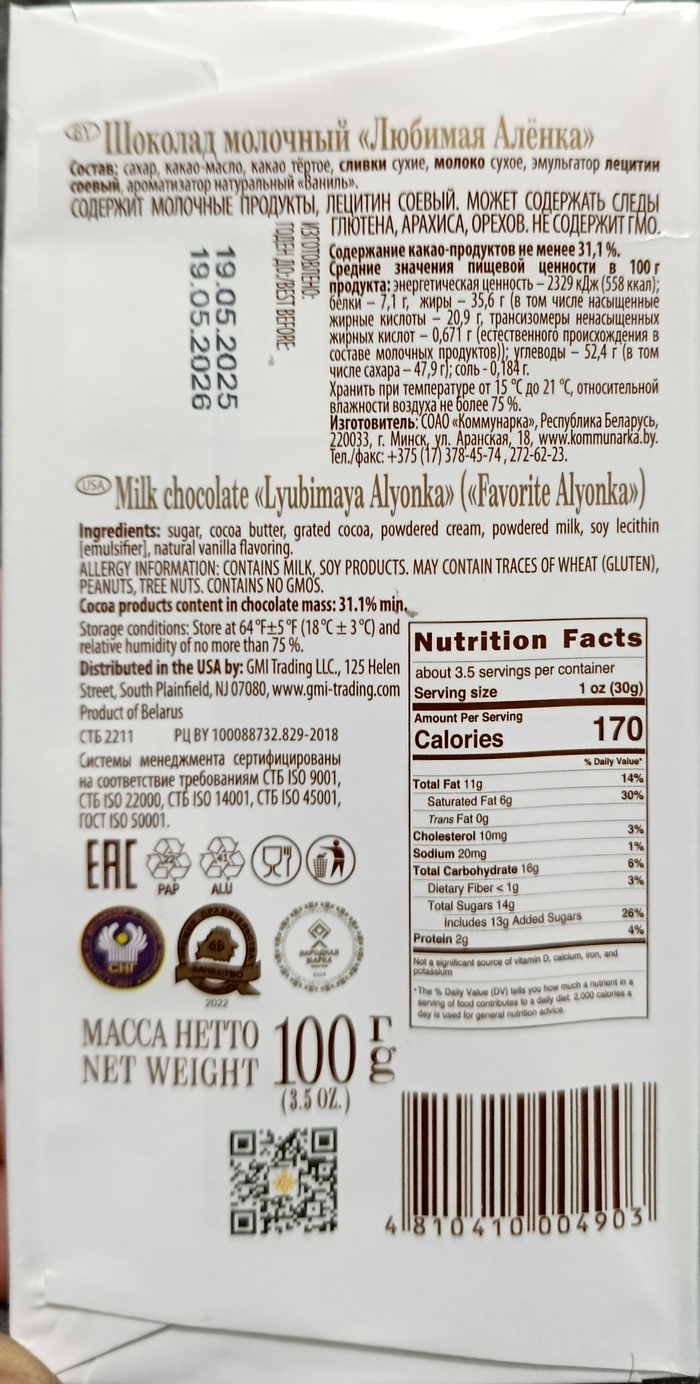 BY Шоколад молочный «Любимая Алёнка»
Состав: сахар, какао-масло, какао тёртое, сливки сухие, молоко сухое, эмульгатор лецитин
соевый, ароматизатор натуральный «Ваниль».
СОДЕРЖИТ МОЛОЧНЫЕ ПРОДУКТЫ, ЛЕЦИТИН СОЕВЫЙ. МОЖЕТ СОДЕРЖАТЬ СЛЕДЫ
ГЛЮТЕНА, АРАХИСА, ОРЕХОВ. НЕ СОДЕРЖИТ ГМО.
ИЗГОТОВЛЕНО:
ГОДЕН ДО:/BEST BEFORE:
19.05.2025
19.05.2026
Содержание какао-продуктов не менее 31,1 %.
Средние значения пищевой ценности в 100 г
продукта: энергетическая ценность – 2329 кДж (558 ккал);
белки – 7,1 г, жиры – 35,6 г (в том числе насыщенные
жирные кислоты – 20,9 г, трансизомеры ненасыщенных
жирных кислот – 0,671 г (естественного происхождения в
составе молочных продуктов)); углеводы – 52,4 г (в том
числе сахара – 47,9 г); соль - 0,184 г.
Хранить при температуре от 15 °С до 21 °С, относительной
влажности воздуха не более 75 %.
Изготовитель: СОАО «Коммунарка», Республика Беларусь,
220033, г. Минск, ул. Аранская, 18, www.kommunarka.by.
Тел./факс: +375 (17) 378-45-74, 272-62-23.
USA Milk chocolate «Lyubimaya Alyonka» («Favorite Alyonka»)
Ingredients: sugar, cocoa butter, grated cocoa, powdered cream, powdered milk, soy lecithin
[emulsifier], natural vanilla flavoring.
ALLERGY INFORMATION: CONTAINS MILK, SOY PRODUCTS. MAY CONTAIN TRACES OF WHEAT (GLUTEN),
PEANUTS, TREE NUTS. CONTAINS NO GMOS.
Cocoa products content in chocolate mass: 31.1% min.
Storage conditions: Store at 64°F±5°F (18°C ± 3°C) and
relative humidity of no more than 75 %.
Distributed in the USA by: GMI Trading LLC., 125 Helen
Street, South Plainfield, NJ 07080, www.gmi-trading.com
Product of Belarus
СТБ 2211 РЦ BY 100088732.829-2018
Системы менеджмента сертифицированы
на соответствие требованиям СТБ ISO 9001,
СТБ ISO 22000, СТБ ISO 14001, СТБ ISO 45001,
ГОСТ ISO 50001.
Nutrition Facts
about 3.5 servings per container
Serving size 1 oz (30g)
Amount Per Serving
Calories 170
% Daily Value*
Total Fat 11g 14%
Saturated Fat 6g 30%
Trans Fat 0g
Cholesterol 10mg 3%
Sodium 20mg 1%
Total Carbohydrate 16g 6%
Dietary Fiber < 1g 3%
Total Sugars 14g
Includes 13g Added Sugars 26%
Protein 2g 4%
Not a significant source of vitamin D, calcium, iron, and
potassium
*The % Daily Value (DV) tells you how much a nutrient in a
serving of food contributes to a daily diet. 2,000 calories a
day is used for general nutrition advice.
EAC 22 PAP 41 ALU
СНГ
КАЧЕСТВО
2022
НАРОДНАЯ
МАРКА
МАССА НЕТТО 100 г
NET WEIGHT g
(3.5 OZ.)
4 810410 004903